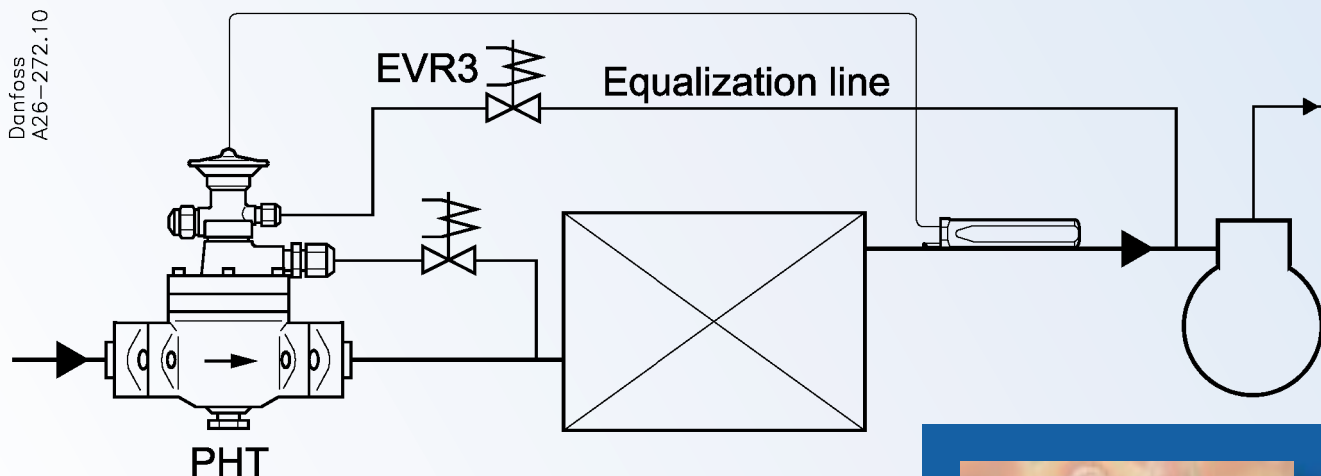 Danfoss
A26-272.10
EVR3
Equalization line
PHT